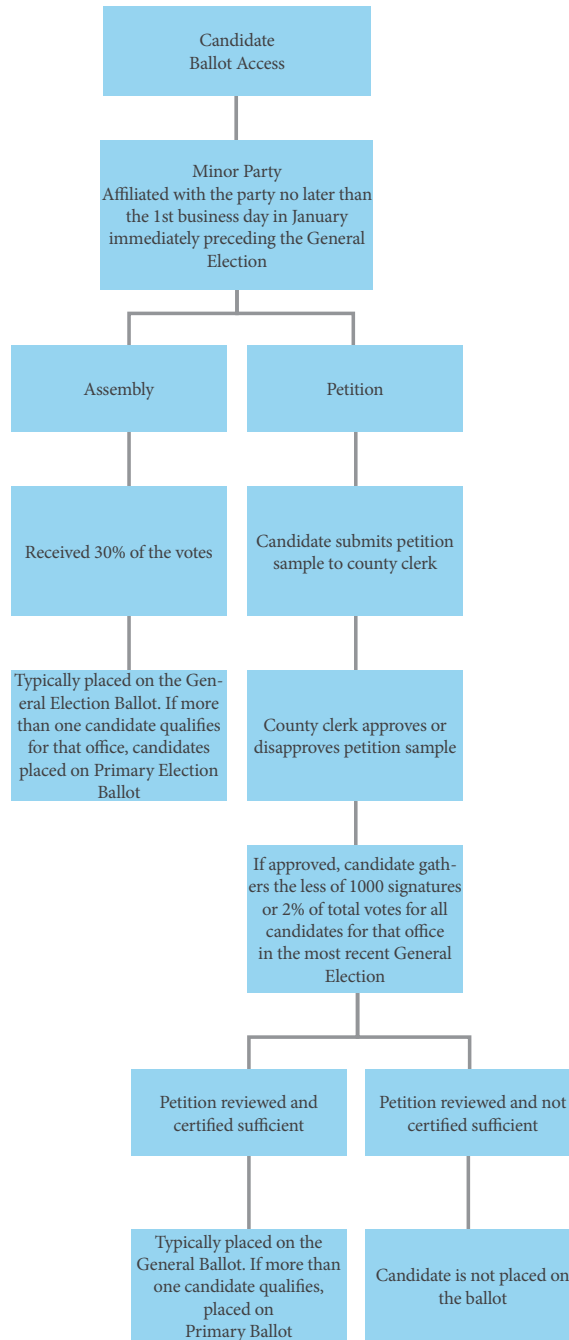 Candidate
Ballot Access
Minor Party
Affiliated with the party no later than
the 1st business day in January
immediately preceding the General
Election
Assembly
Petition
Received 30% of the votes
Candidate submits petition
sample to county clerk
Typically placed on the Gen-
eral Election Ballot. If more
than one candidate qualifies
for that office, candidates
placed on Primary Election
Ballot
County clerk approves or
disapproves petition sample
If approved, candidate gath-
ers the less of 1000 signatures
or 2% of total votes for all
candidates for that office
in the most recent General
Election
Petition reviewed and
certified sufficient
Petition reviewed and not
certified sufficient
Typically placed on the
General Ballot. If more than
one candidate qualifies,
placed on
Primary Ballot
Candidate is not placed on
the ballot